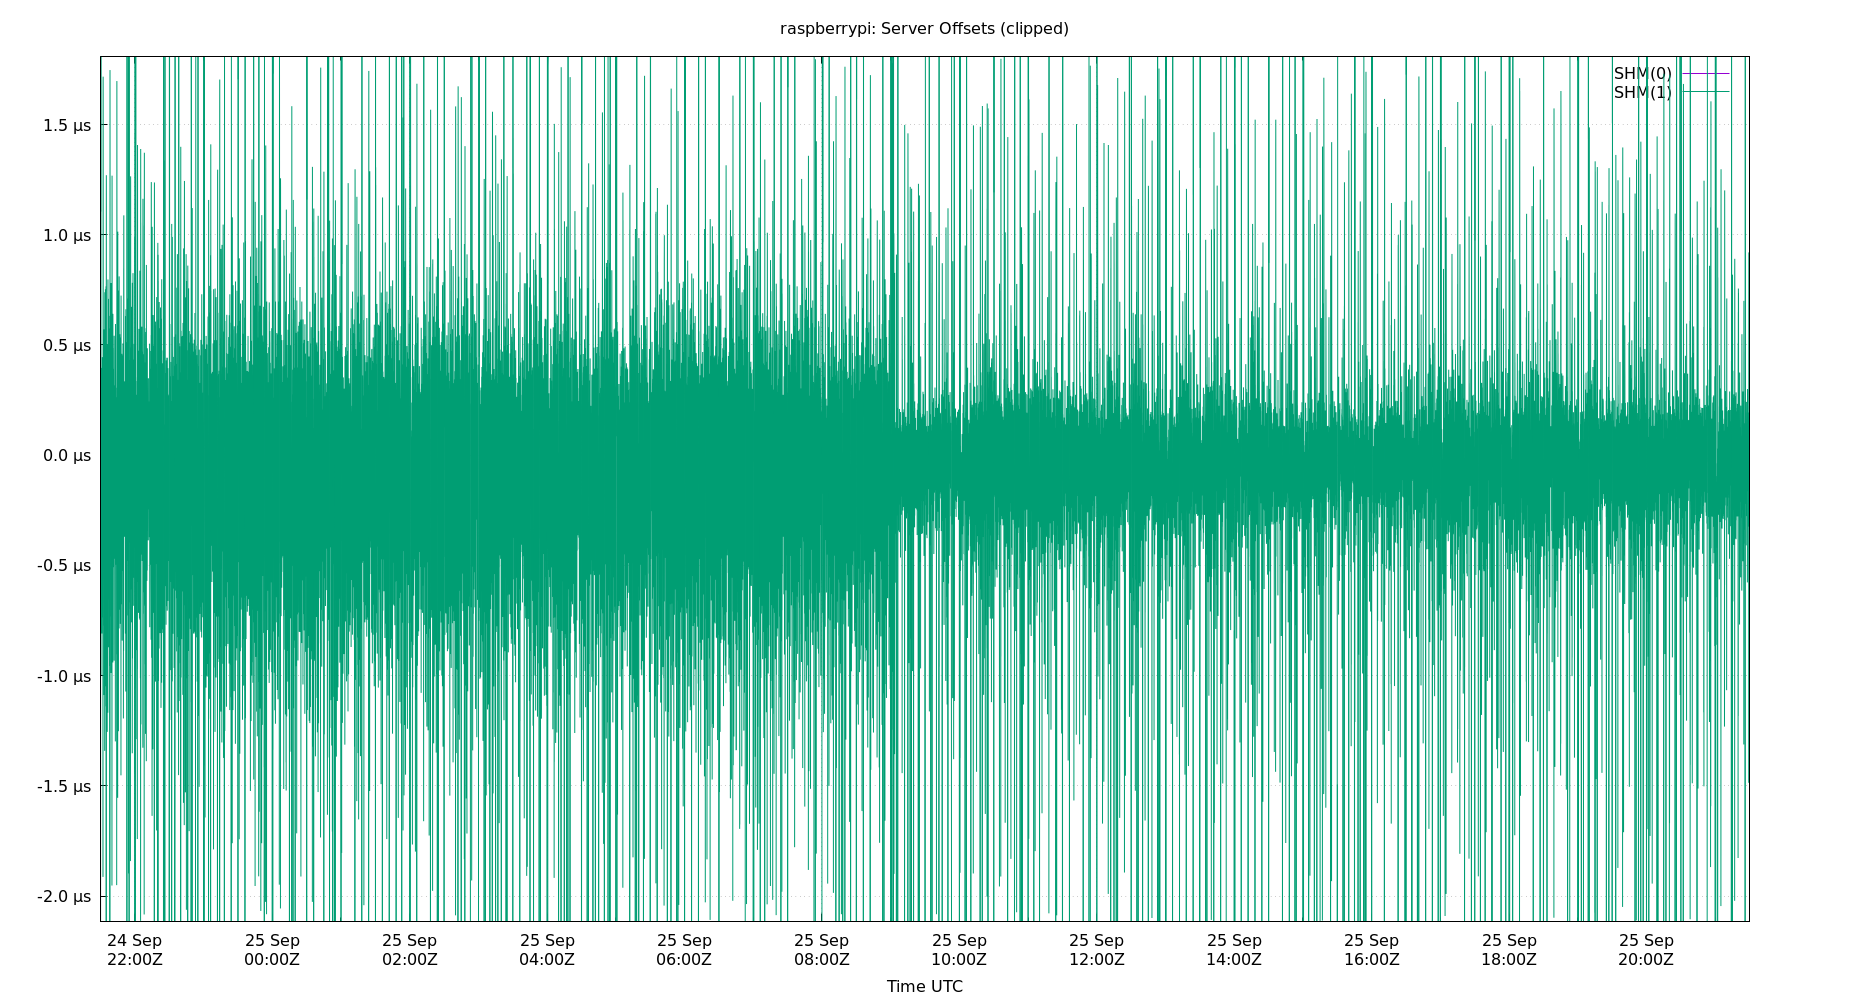 raspberrypi: Server Offsets (clipped)
SHM(0)
SHM(1)
1.5 µs
1.0 µs
0.5 µs
0.0 µs
-0.5 µs
-1.0 µs
-1.5 µs
-2.0 µs
24 Sep 25 Sep 25 Sep 25 Sep 25 Sep 25 Sep 25 Sep 25 Sep 25 Sep 25 Sep 25 Sep 25 Sep
22:00Z 00:00Z 02:00Z 04:00Z 06:00Z 08:00Z 10:00Z 12:00Z 14:00Z 16:00Z 18:00Z 20:00Z
Time UTC